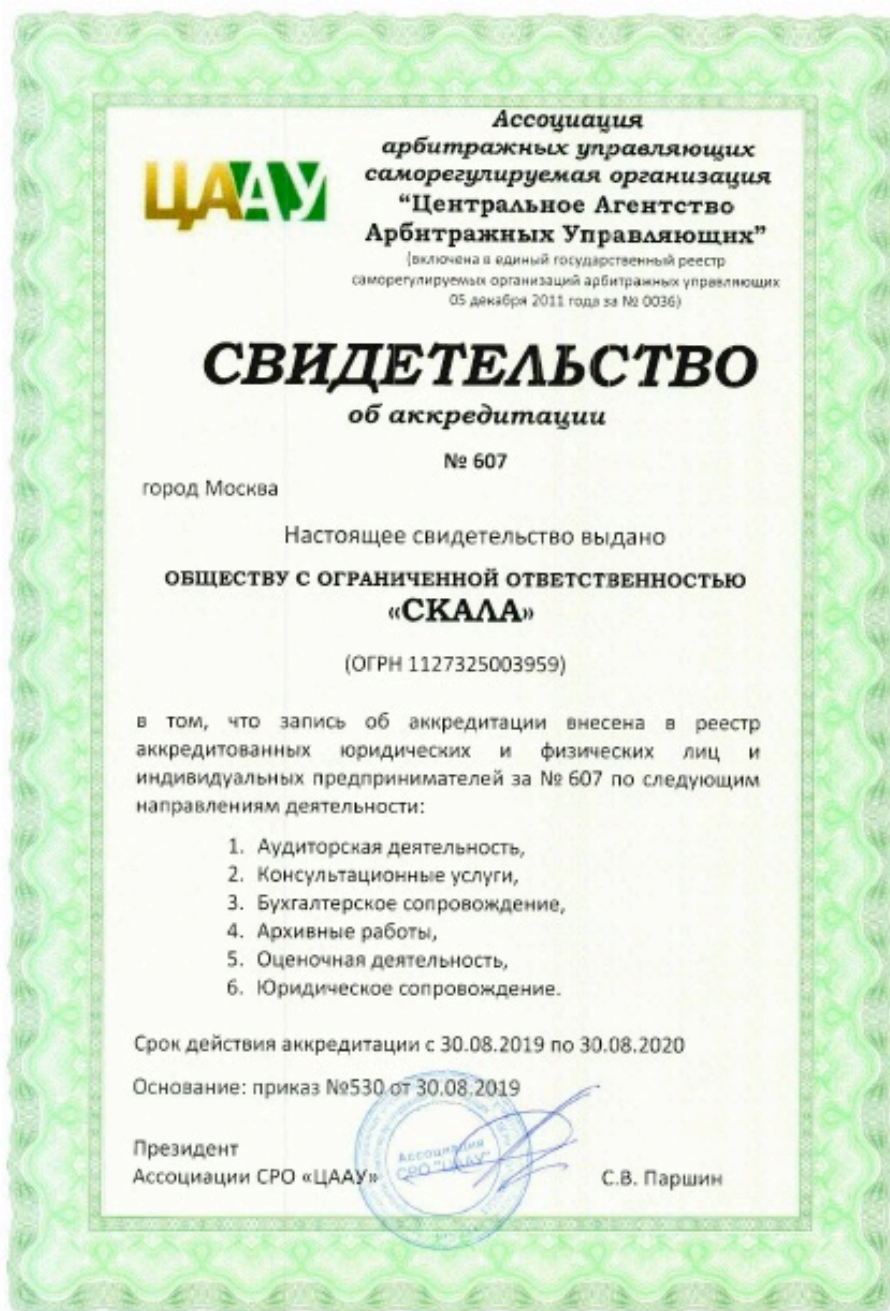 ЦААУ
Ассоциация
арбитражных управляющих
саморегулируемая организация
“Центральное Агентство
Арбитражных Управляющих”
(включена в единый государственный реестр
саморегулируемых организаций арбитражных управляющих
05 декабря 2011 года за № 0036)
СВИДЕТЕЛЬСТВО
об аккредитации
№ 607
город Москва
Настоящее свидетельство выдано
ОБЩЕСТВУ С ОГРАНИЧЕННОЙ ОТВЕТСТВЕННОСТЬЮ
«СКАЛА»
(ОГРН 1127325003959)
в том, что запись об аккредитации внесена в реестр
аккредитованных юридических и физических лиц и
индивидуальных предпринимателей за № 607 по следующим
направлениям деятельности:
1. Аудиторская деятельность,
2. Консультационные услуги,
3. Бухгалтерское сопровождение,
4. Архивные работы,
5. Оценочная деятельность,
6. Юридическое сопровождение.
Срок действия аккредитации с 30.08.2019 по 30.08.2020
Основание: приказ №530 от 30.08.2019
Президент
Ассоциации СРО «ЦААУ»
Ассоциация
СРО "ЦААУ"
С.В. Паршин